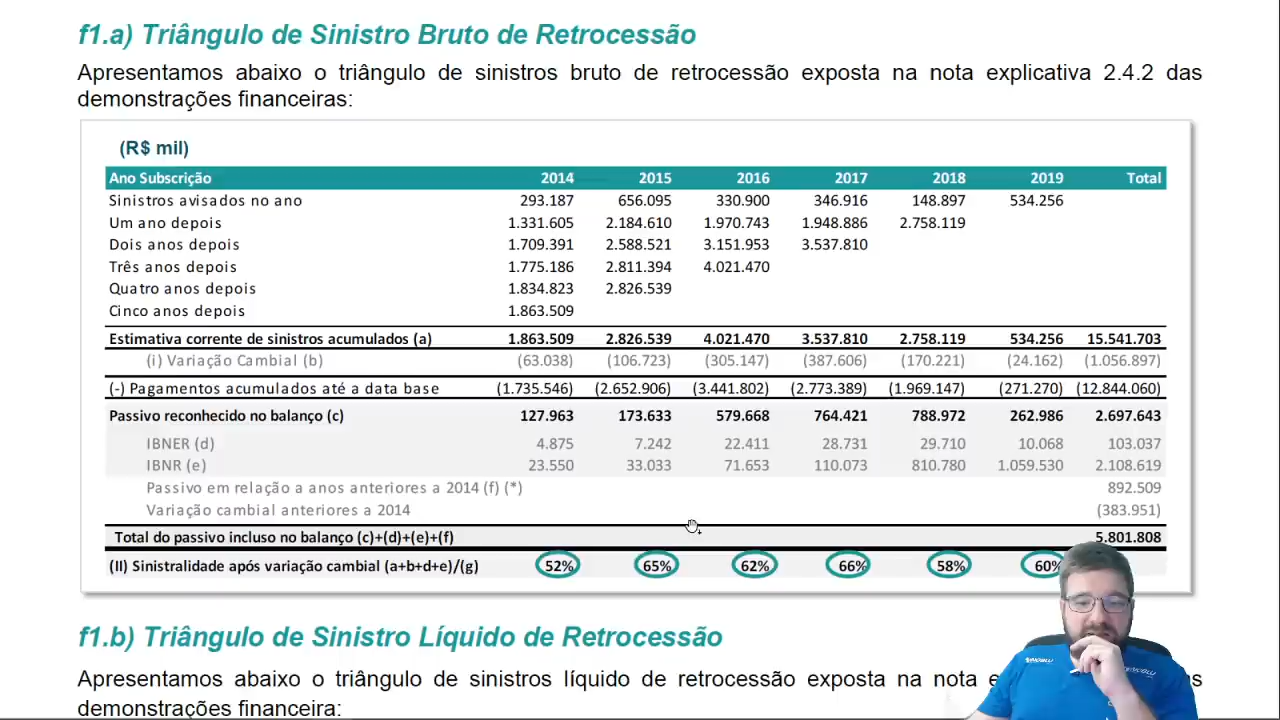 f1.a) Triângulo de Sinistro Bruto de Retrocessão
Apresentamos abaixo o triângulo de sinistros bruto de retrocessão exposta na nota explicativa 2.4.2 das
demonstrações financeiras:
(R$ mil)
Ano Subscrição 2014 2015 2016 2017 2018 2019 Total
Sinistros avisados no ano 293.187 656.095 330.900 346.916 148.897 534.256
Um ano depois 1.331.605 2.184.610 1.970.743 1.948.886 2.758.119
Dois anos depois 1.709.391 2.588.521 3.151.953 3.537.810
Três anos depois 1.775.186 2.811.394 4.021.470
Quatro anos depois 1.834.823 2.826.539
Cinco anos depois 1.863.509
Estimativa corrente de sinistros acumulados (a) 1.863.509 2.826.539 4.021.470 3.537.810 2.758.119 534.256 15.541.703
(i) Variação Cambial (b) (63.038) (106.723) (305.147) (387.606) (170.221) (24.162) (1.056.897)
(-) Pagamentos acumulados até a data base (1.735.546) (2.652.906) (3.441.802) (2.773.389) (1.969.147) (271.270) (12.844.060)
Passivo reconhecido no balanço (c) 127.963 173.633 579.668 764.421 788.972 262.986 2.697.643
IBNER (d) 4.875 7.242 22.411 28.731 29.710 10.068 103.037
IBNR (e) 23.550 33.033 71.653 110.073 810.780 1.059.530 2.108.619
Passivo em relação a anos anteriores a 2014 (f) (*) 892.509
Variação cambial anteriores a 2014 (383.951)
Total do passivo incluso no balanço (c)+(d)+(e)+(f) 5.801.808
(II) Sinistralidade após variação cambial (a+b+d+e)/(g) 52% 65% 62% 66% 58% 60%
f1.b) Triângulo de Sinistro Líquido de Retrocessão
Apresentamos abaixo o triângulo de sinistros líquido de retrocessão exposta na nota
demonstrações financeira: